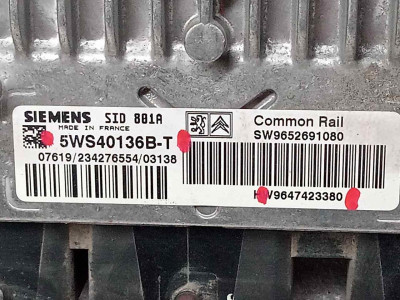 SIEMENS SID 801A
MADE IN FRANCE
5WS40136B-T
07619/234276554/03138
Common Rail
SW9652691080
HW9647423380